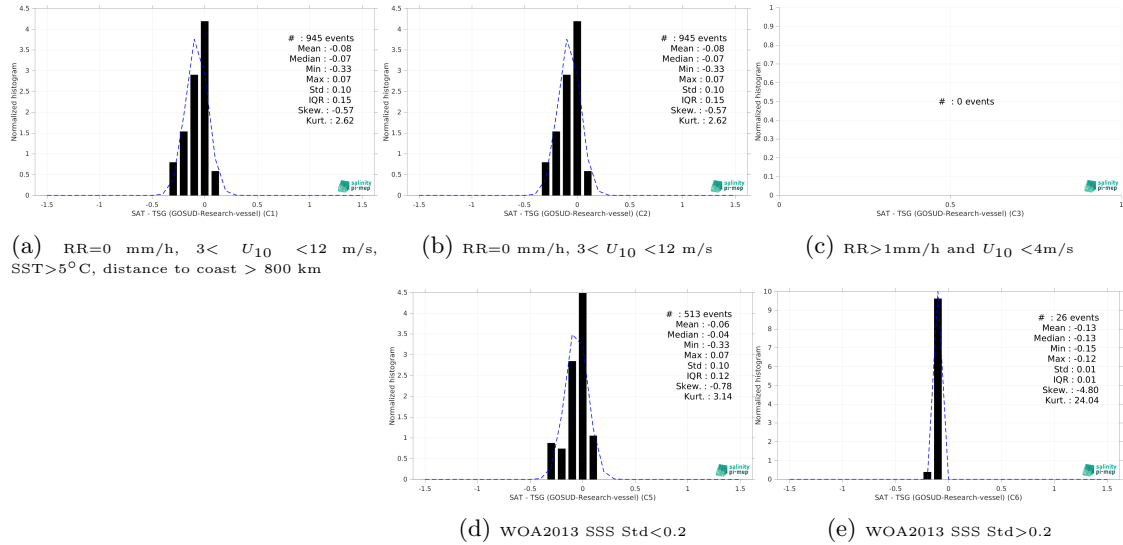 4.5
4
3.5
3
2.5
2
1.5
1
0.5
0
Normalized histogram
# : 945 events
Mean : -0.08
Median : -0.07
Min : -0.33
Max : 0.07
Std : 0.10
IQR : 0.15
Skew. : -0.57
Kurt. : 2.62
salinity
pi-mep
-1.5 -1 -0.5 0 0.5 1 1.5
SAT - TSG (GOSUD-Research-vessel) (C1)
(a) RR=0 mm/h, 3< U10 <12 m/s,
SST>5°C, distance to coast > 800 km
4.5
4
3.5
3
2.5
2
1.5
1
0.5
0
Normalized histogram
# : 945 events
Mean : -0.08
Median : -0.07
Min : -0.33
Max : 0.07
Std : 0.10
IQR : 0.15
Skew. : -0.57
Kurt. : 2.62
salinity
pi-mep
-1.5 -1 -0.5 0 0.5 1 1.5
SAT - TSG (GOSUD-Research-vessel) (C2)
(b) RR=0 mm/h, 3< U10 <12 m/s
1
0.9
0.8
0.7
0.6
0.5
0.4
0.3
0.2
0.1
0
Normalized histogram
# : 0 events
salinity
pi-mep
0 0.5 1
SAT - TSG (GOSUD-Research-vessel) (C3)
(c) RR>1mm/h and U10 <4m/s
4.5
4
3.5
3
2.5
2
1.5
1
0.5
0
Normalized histogram
# : 513 events
Mean : -0.06
Median : -0.04
Min : -0.33
Max : 0.07
Std : 0.10
IQR : 0.12
Skew. : -0.78
Kurt. : 3.14
salinity
pi-mep
-1.5 -1 -0.5 0 0.5 1 1.5
SAT - TSG (GOSUD-Research-vessel) (C5)
(d) WOA2013 SSS Std<0.2
10
9
8
7
6
5
4
3
2
1
0
Normalized histogram
# : 26 events
Mean : -0.13
Median : -0.13
Min : -0.15
Max : -0.12
Std : 0.01
IQR : 0.01
Skew. : -4.80
Kurt. : 24.04
salinity
pi-mep
-1.5 -1 -0.5 0 0.5 1 1.5
SAT - TSG (GOSUD-Research-vessel) (C6)
(e) WOA2013 SSS Std>0.2